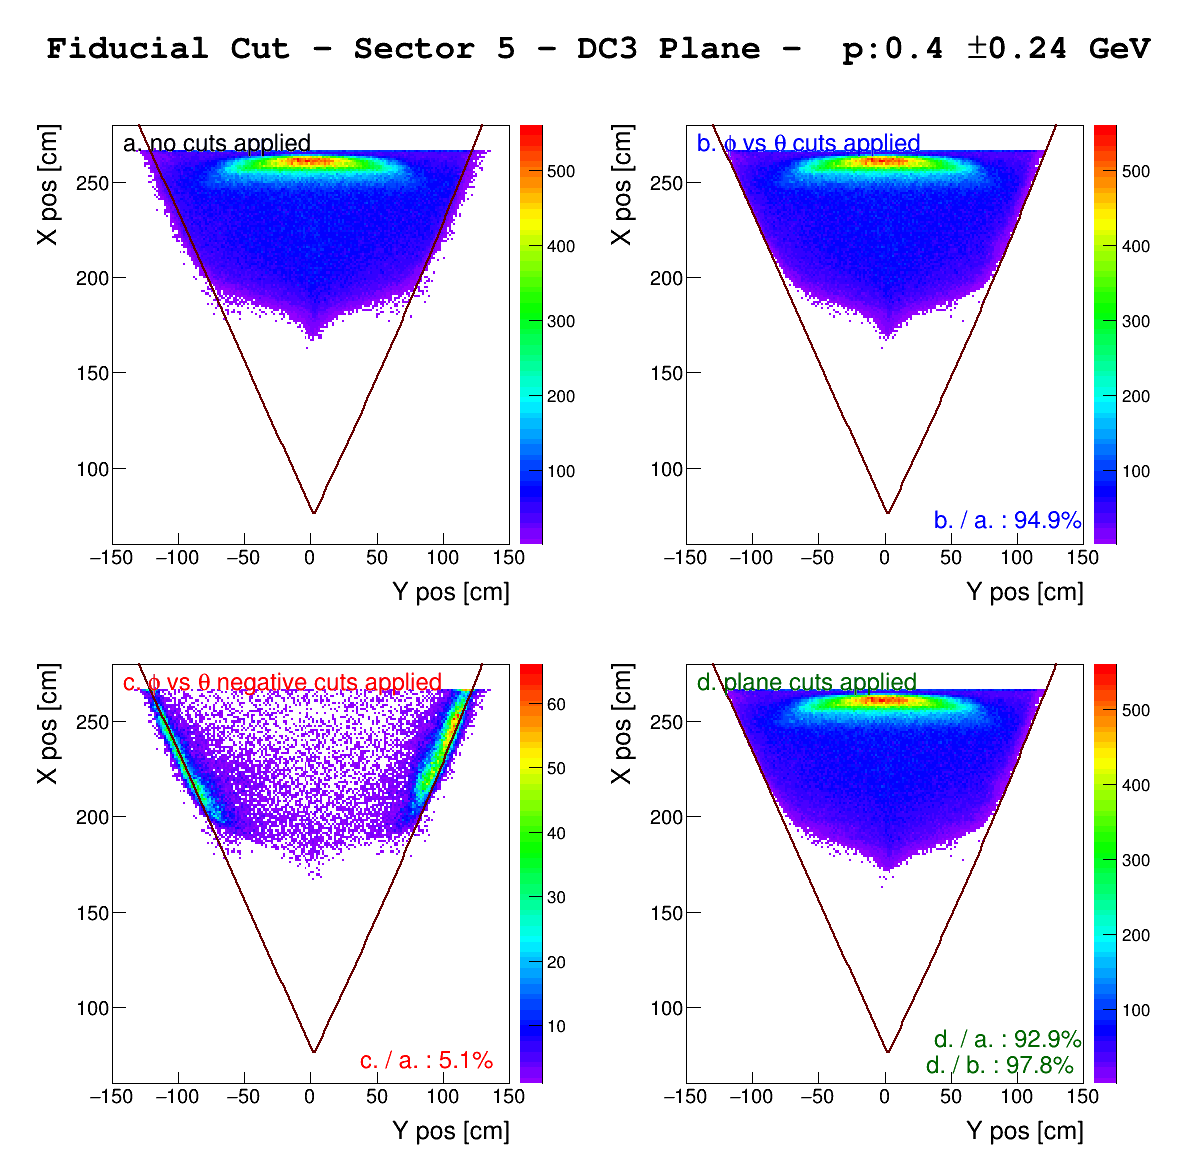 Fiducial Cut – Sector 5 – DC3 Plane – p:0.4 ±0.24 GeV
a. no cuts applied
X pos [cm]
250
200
150
100
−150 −100 −50 0 50 100 150
Y pos [cm]
500
400
300
200
100
b. ϕ vs θ cuts applied
X pos [cm]
250
200
150
100
b. / a. : 94.9%
−150 −100 −50 0 50 100 150
Y pos [cm]
500
400
300
200
100
c. ϕ vs θ negative cuts applied
X pos [cm]
250
200
150
100
c. / a. : 5.1%
−150 −100 −50 0 50 100 150
Y pos [cm]
60
50
40
30
20
10
d. plane cuts applied
X pos [cm]
250
200
150
100
d. / a. : 92.9%
d. / b. : 97.8%
−150 −100 −50 0 50 100 150
Y pos [cm]
500
400
300
200
100